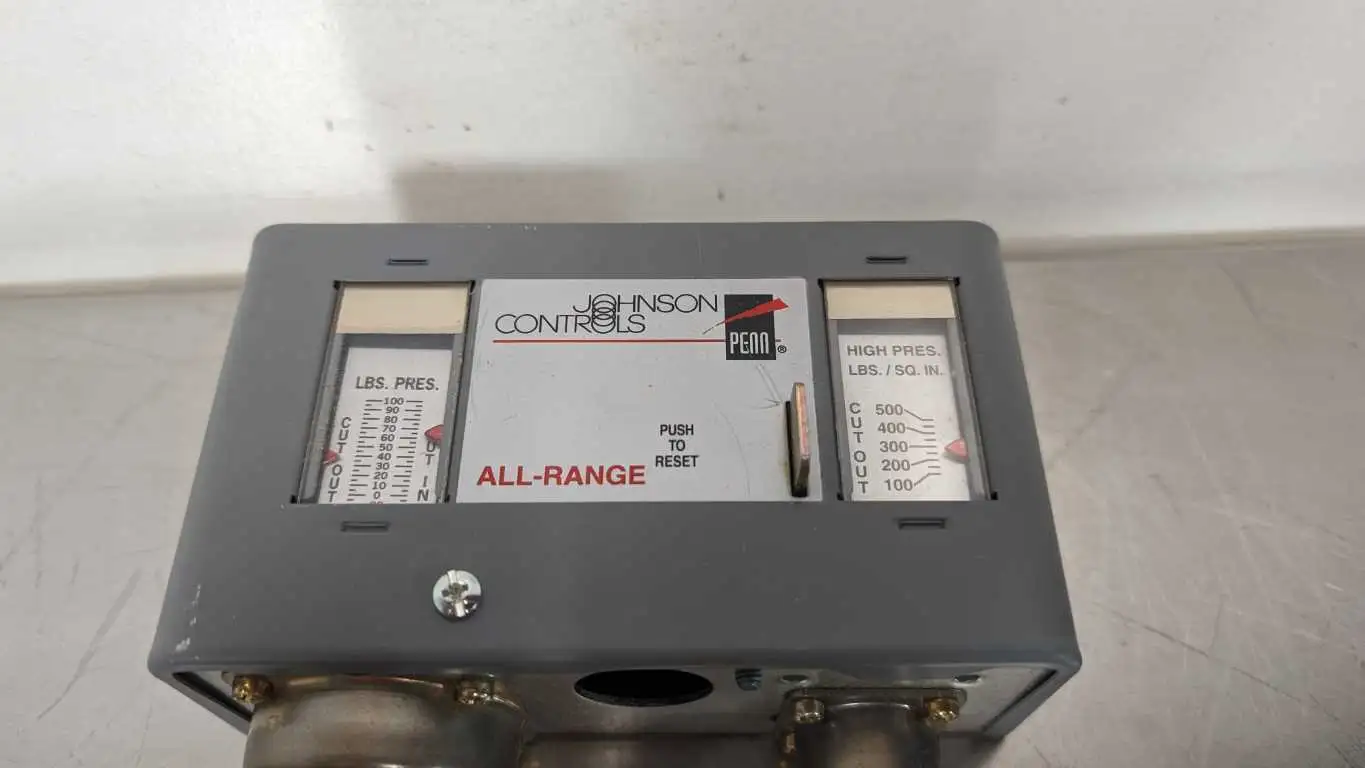 JOHNSON
CONTROLS
PENN®
LBS. PRES.
100
90
80
70
60
50
40
30
20
10
0
CUT OUT
CUT IN
PUSH
TO
RESET
ALL-RANGE
HIGH PRES.
LBS. / SQ. IN.
CUT OUT
500
400
300
200
100